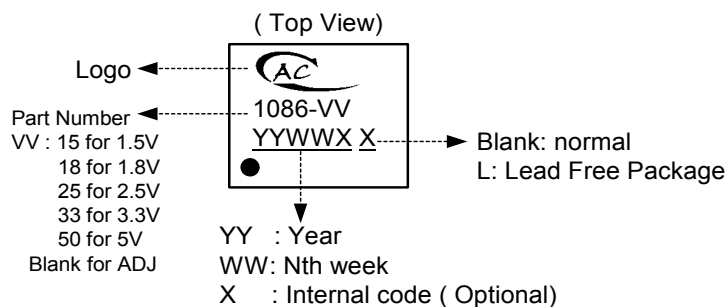 ( Top View)
Logo
AC
1086-VV
YYWWX X
Part Number
VV : 15 for 1.5V
18 for 1.8V
25 for 2.5V
33 for 3.3V
50 for 5V
Blank for ADJ
Blank: normal
L: Lead Free Package
YY : Year
WW: Nth week
X : Internal code ( Optional)